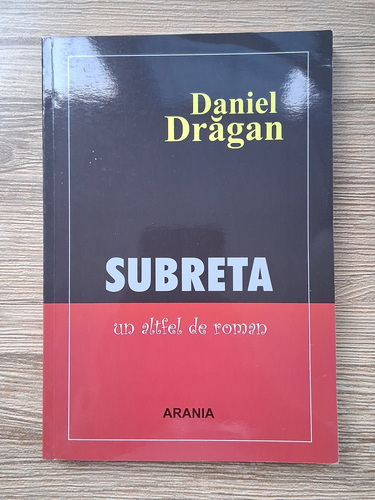 Daniel
Drăgan
SUBRETA
un altfel de roman
ARANIA